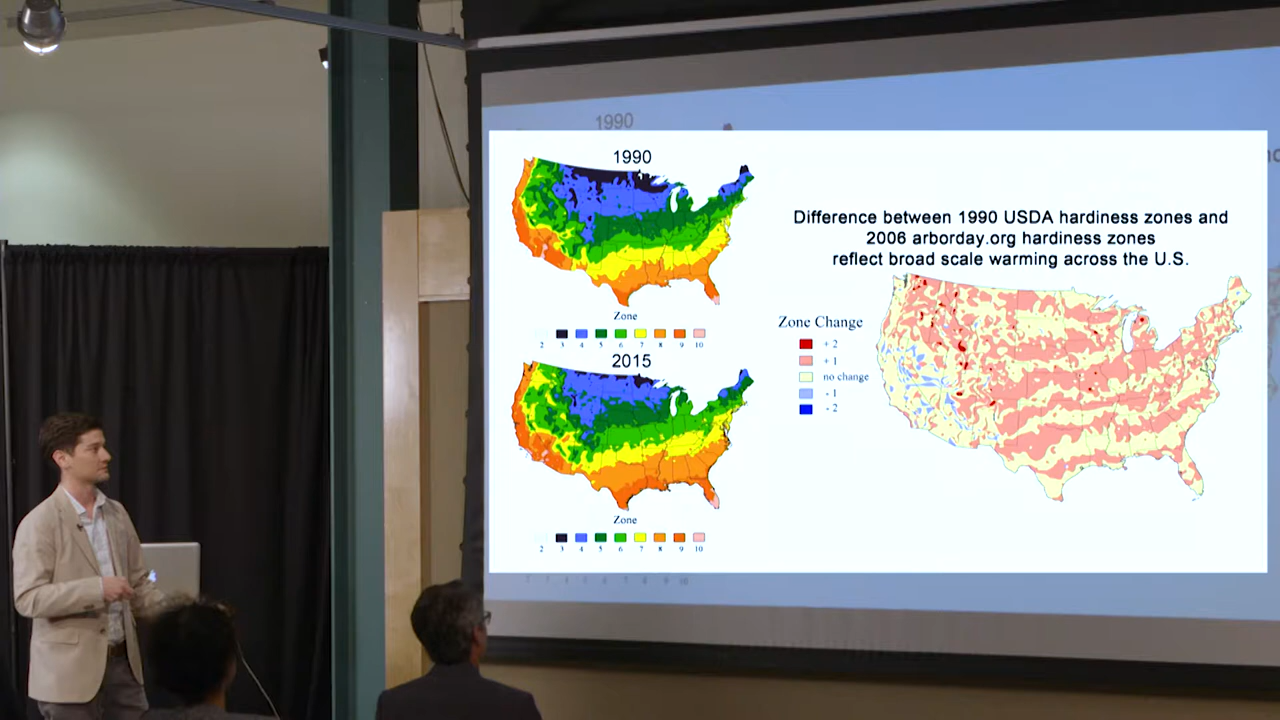 1990
1990
Zone
2 3 4 5 6 7 8 9 10
2015
Zone
2 3 4 5 6 7 8 9 10
Difference between 1990 USDA hardiness zones and
2006 arborday.org hardiness zones
reflect broad scale warming across the U.S.
Zone Change
+ 2
+ 1
no change
- 1
- 2